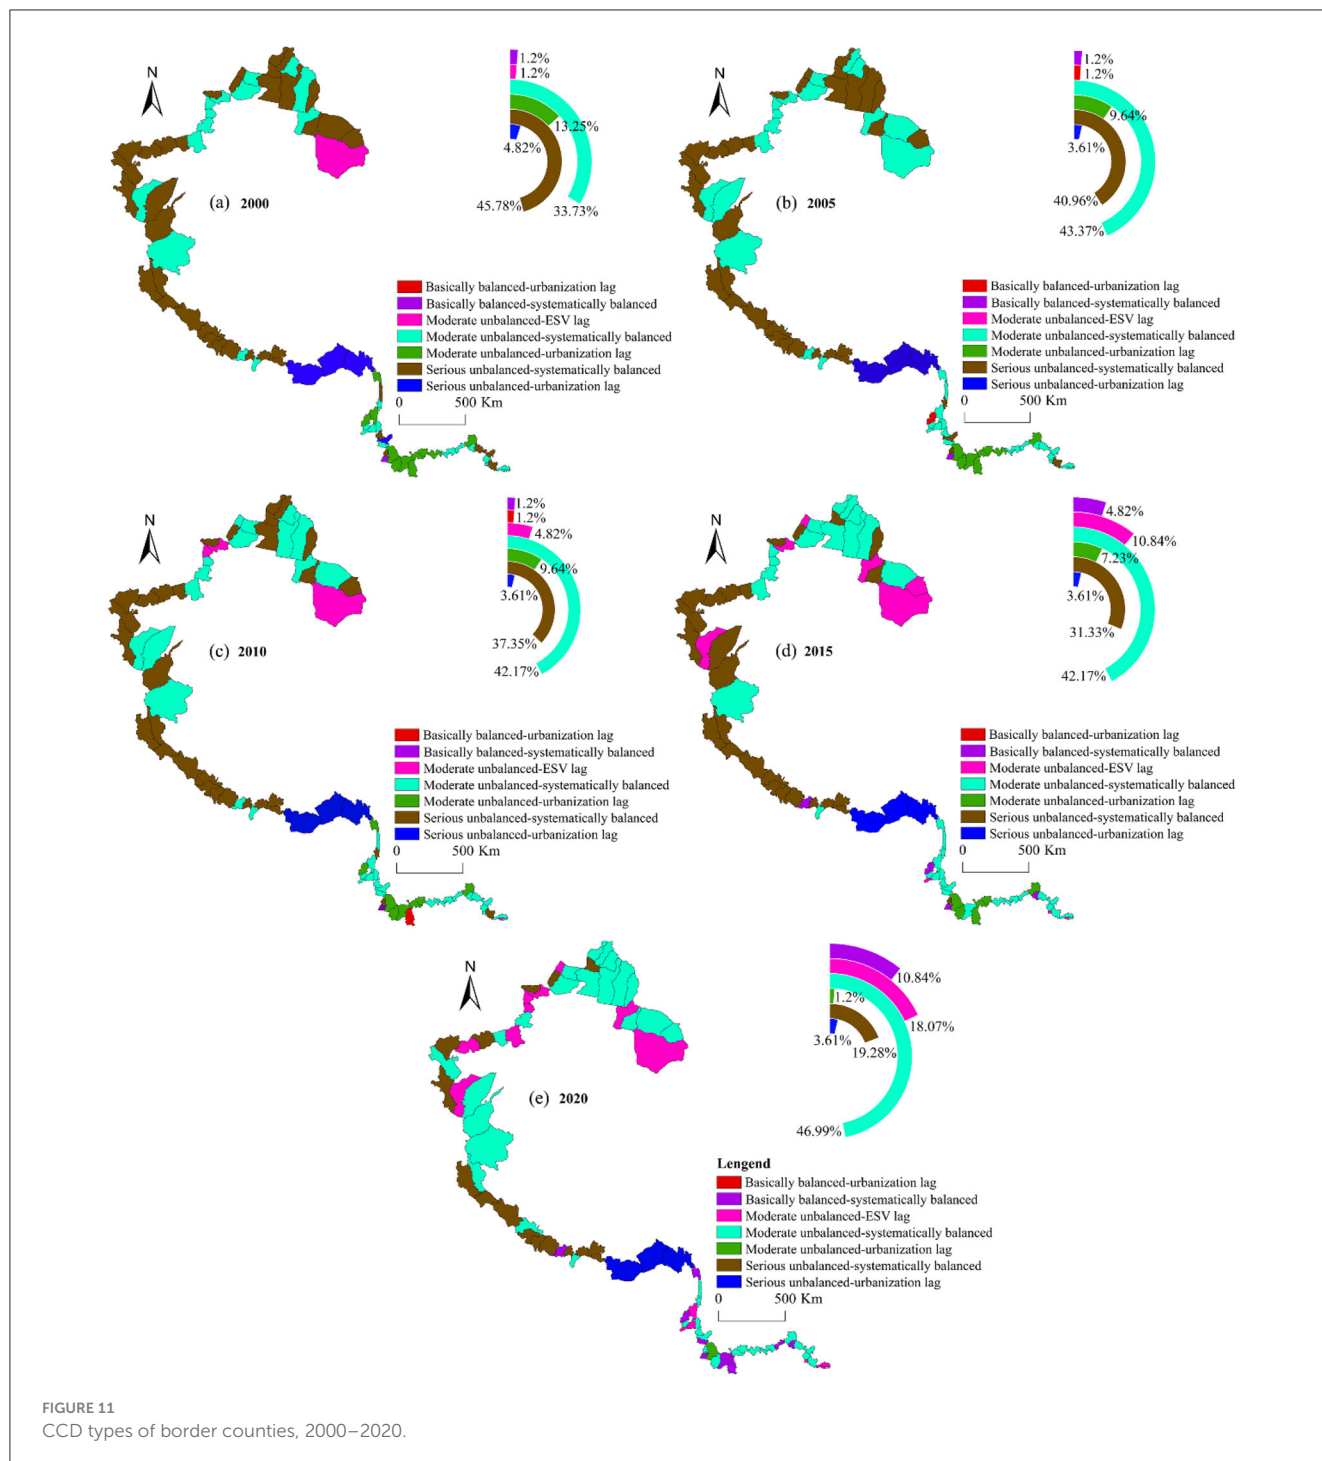 N
1.2%
1.2%
13.25%
4.82%
45.78%
33.73%
(a) 2000
Basically balanced-urbanization lag
Basically balanced-systematically balanced
Moderate unbalanced-ESV lag
Moderate unbalanced-systematically balanced
Moderate unbalanced-urbanization lag
Serious unbalanced-systematically balanced
Serious unbalanced-urbanization lag
0 500 Km
N
1.2%
1.2%
9.64%
3.61%
40.96%
43.37%
(b) 2005
Basically balanced-urbanization lag
Basically balanced-systematically balanced
Moderate unbalanced-ESV lag
Moderate unbalanced-systematically balanced
Moderate unbalanced-urbanization lag
Serious unbalanced-systematically balanced
Serious unbalanced-urbanization lag
0 500 Km
N
1.2%
1.2%
4.82%
9.64%
3.61%
37.35%
42.17%
(c) 2010
Basically balanced-urbanization lag
Basically balanced-systematically balanced
Moderate unbalanced-ESV lag
Moderate unbalanced-systematically balanced
Moderate unbalanced-urbanization lag
Serious unbalanced-systematically balanced
Serious unbalanced-urbanization lag
0 500 Km
N
4.82%
10.84%
7.23%
3.61%
31.33%
42.17%
(d) 2015
Basically balanced-urbanization lag
Basically balanced-systematically balanced
Moderate unbalanced-ESV lag
Moderate unbalanced-systematically balanced
Moderate unbalanced-urbanization lag
Serious unbalanced-systematically balanced
Serious unbalanced-urbanization lag
0 500 Km
N
10.84%
1.2%
18.07%
3.61%
19.28%
46.99%
(e) 2020
Lengend
Basically balanced-urbanization lag
Basically balanced-systematically balanced
Moderate unbalanced-ESV lag
Moderate unbalanced-systematically balanced
Moderate unbalanced-urbanization lag
Serious unbalanced-systematically balanced
Serious unbalanced-urbanization lag
0 500 Km
FIGURE 11
CCD types of border counties, 2000–2020.